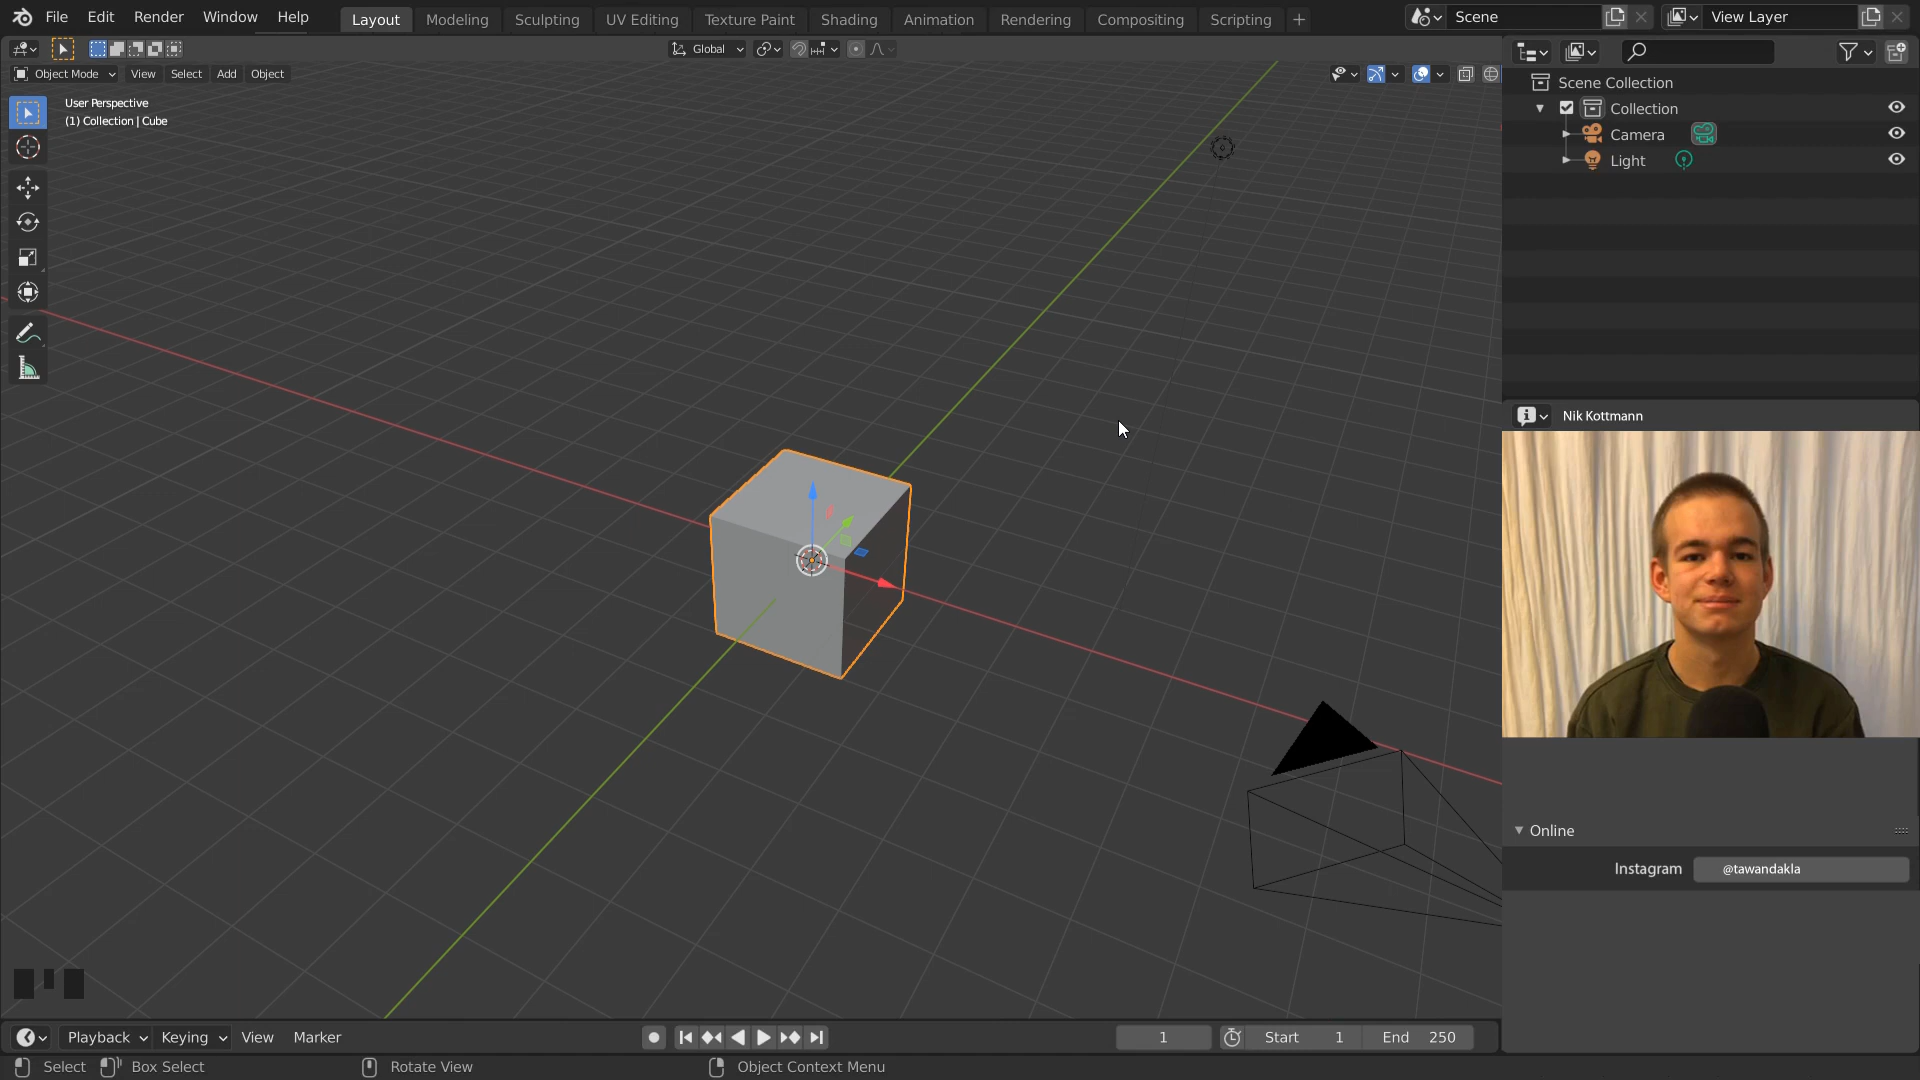 File Edit Render Window Help
Layout Modeling Sculpting UV Editing Texture Paint Shading Animation Rendering Compositing Scripting +
Scene
View Layer
Global
Object Mode View Select Add Object
User Perspective
(1) Collection | Cube
Scene Collection
Collection
Camera
Light
Nik Kottmann
Online
Instagram @tawandakla
Playback Keying View Marker
1
Start 1 End 250
Select Box Select Rotate View Object Context Menu